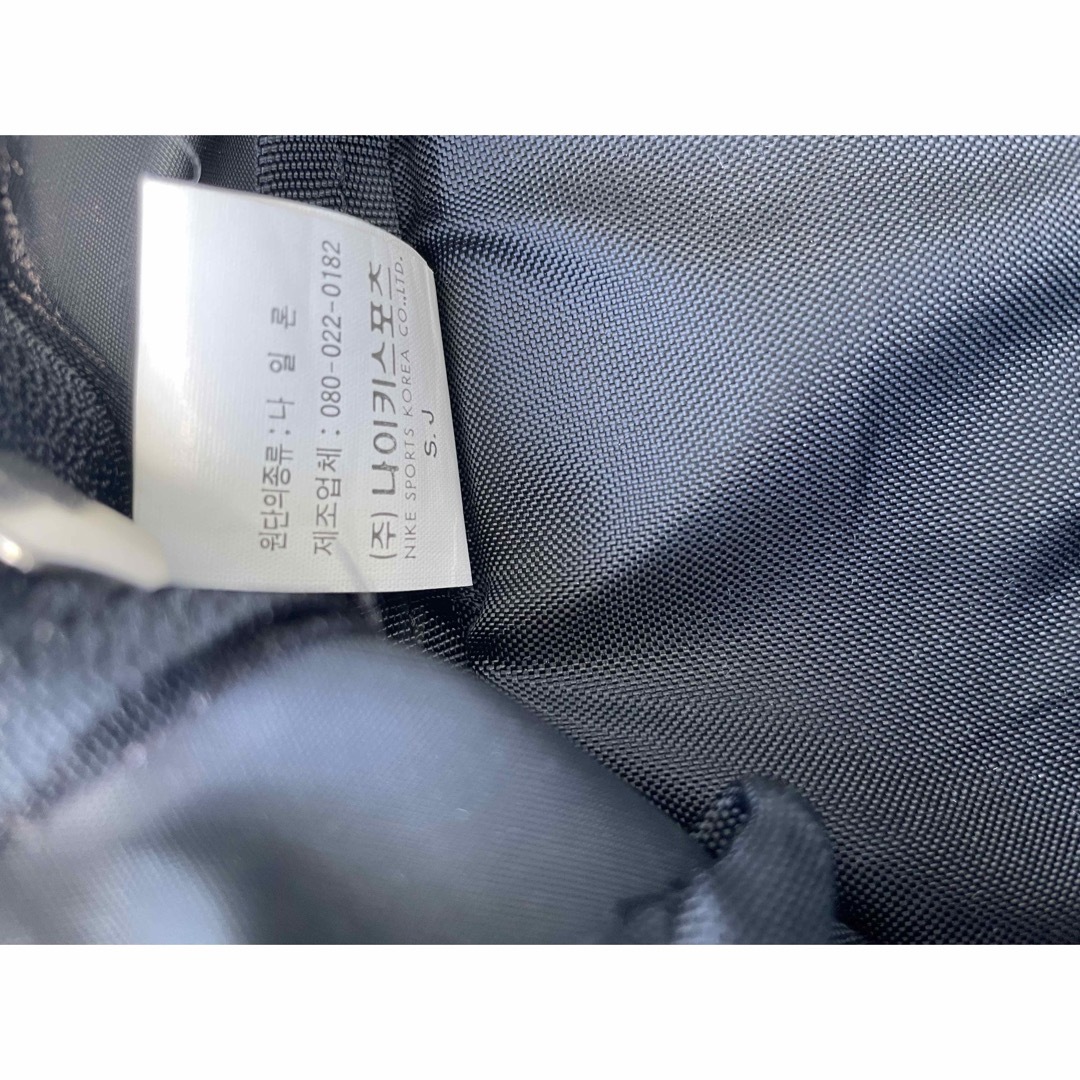 원단의종류 : 나 일 론
제조업체 : 080-022-0182
(주) 나이키스포츠
NIKE SPORTS KOREA CO.,LTD.
S. J